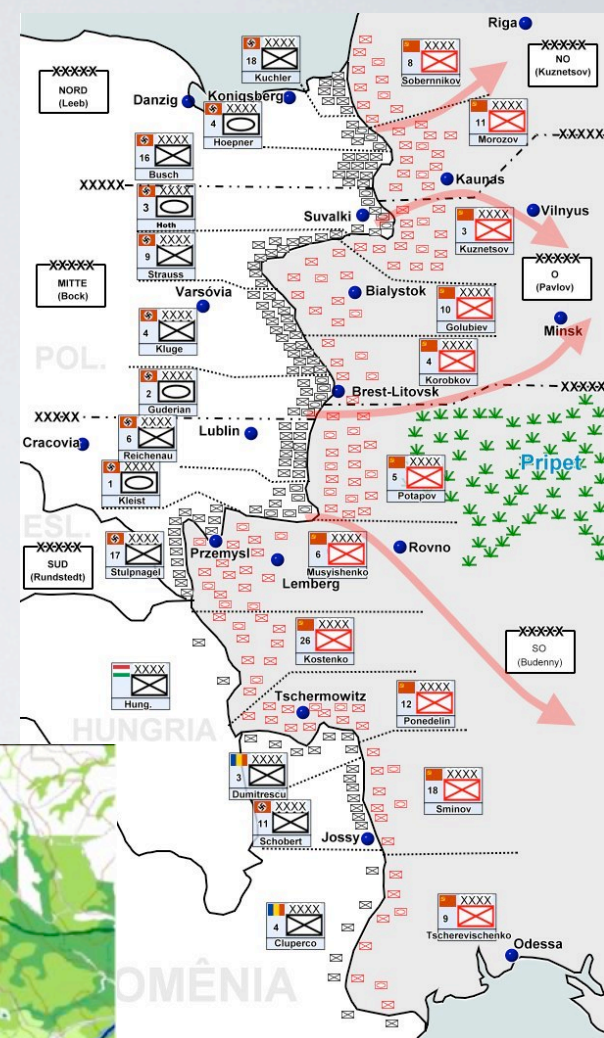 Riga
XXXX
18
Kuchler
XXXX
8
Sobernnikov
XXXXX
NO
(Kuznetsov)
XXXXX
NORD
(Leeb)
Danzig
Konigsberg
XXXX
4
Hoepner
XXXX
11
Morozov
XXXX
16
Busch
XXXXX
XXXXX
Kaunas
XXXX
3
Hoth
Suvalki
XXXX
3
Kuznetsov
Vilnyus
XXXX
9
Strauss
XXXXX
MITTE
(Bock)
XXXXX
O
(Pavlov)
Varsóvia
Bialystok
XXXX
10
Golubiev
Minsk
XXXX
4
Kluge
XXXX
4
Korobkov
POL.
XXXX
2
Guderian
Brest-Litovsk
XXXXX
XXXXX
Cracovia
XXXX
6
Reichenau
Lublin
XXXX
1
Kleist
XXXX
5
Potapov
Pripet
ESL.
XXXXX
SUD
(Rundstedt)
XXXX
17
Stulpnagel
Przemysl
Lemberg
XXXX
6
Musyishenko
Rovno
XXXX
26
Kostenko
SO
(Budenny)
XXXX
Hung.
HUNGRIA
Tschermowitz
XXXX
12
Ponedelin
XXXX
3
Dumitrescu
XXXX
11
Schobert
Jossy
XXXX
18
Sminov
XXXX
4
Cluperco
XXXX
9
Tscherevischenko
Odessa
OMÊNIA